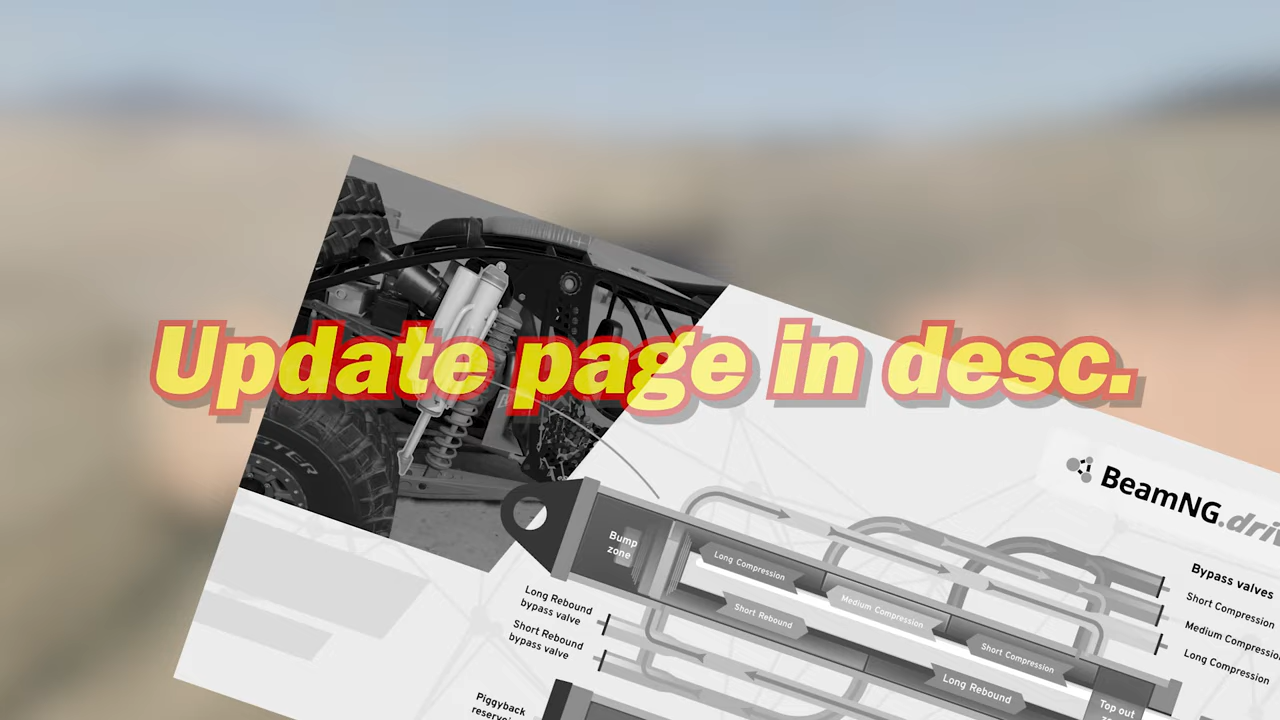 Update page in desc.
BeamNG.driv
Bump
zone
Long Compression
Medium Compression
Short Compression
Short Rebound
Long Rebound
Top out
Long Rebound
bypass valve
Short Rebound
bypass valve
Piggyback
Bypass valves
Short Compression
Medium Compressio
Long Compression